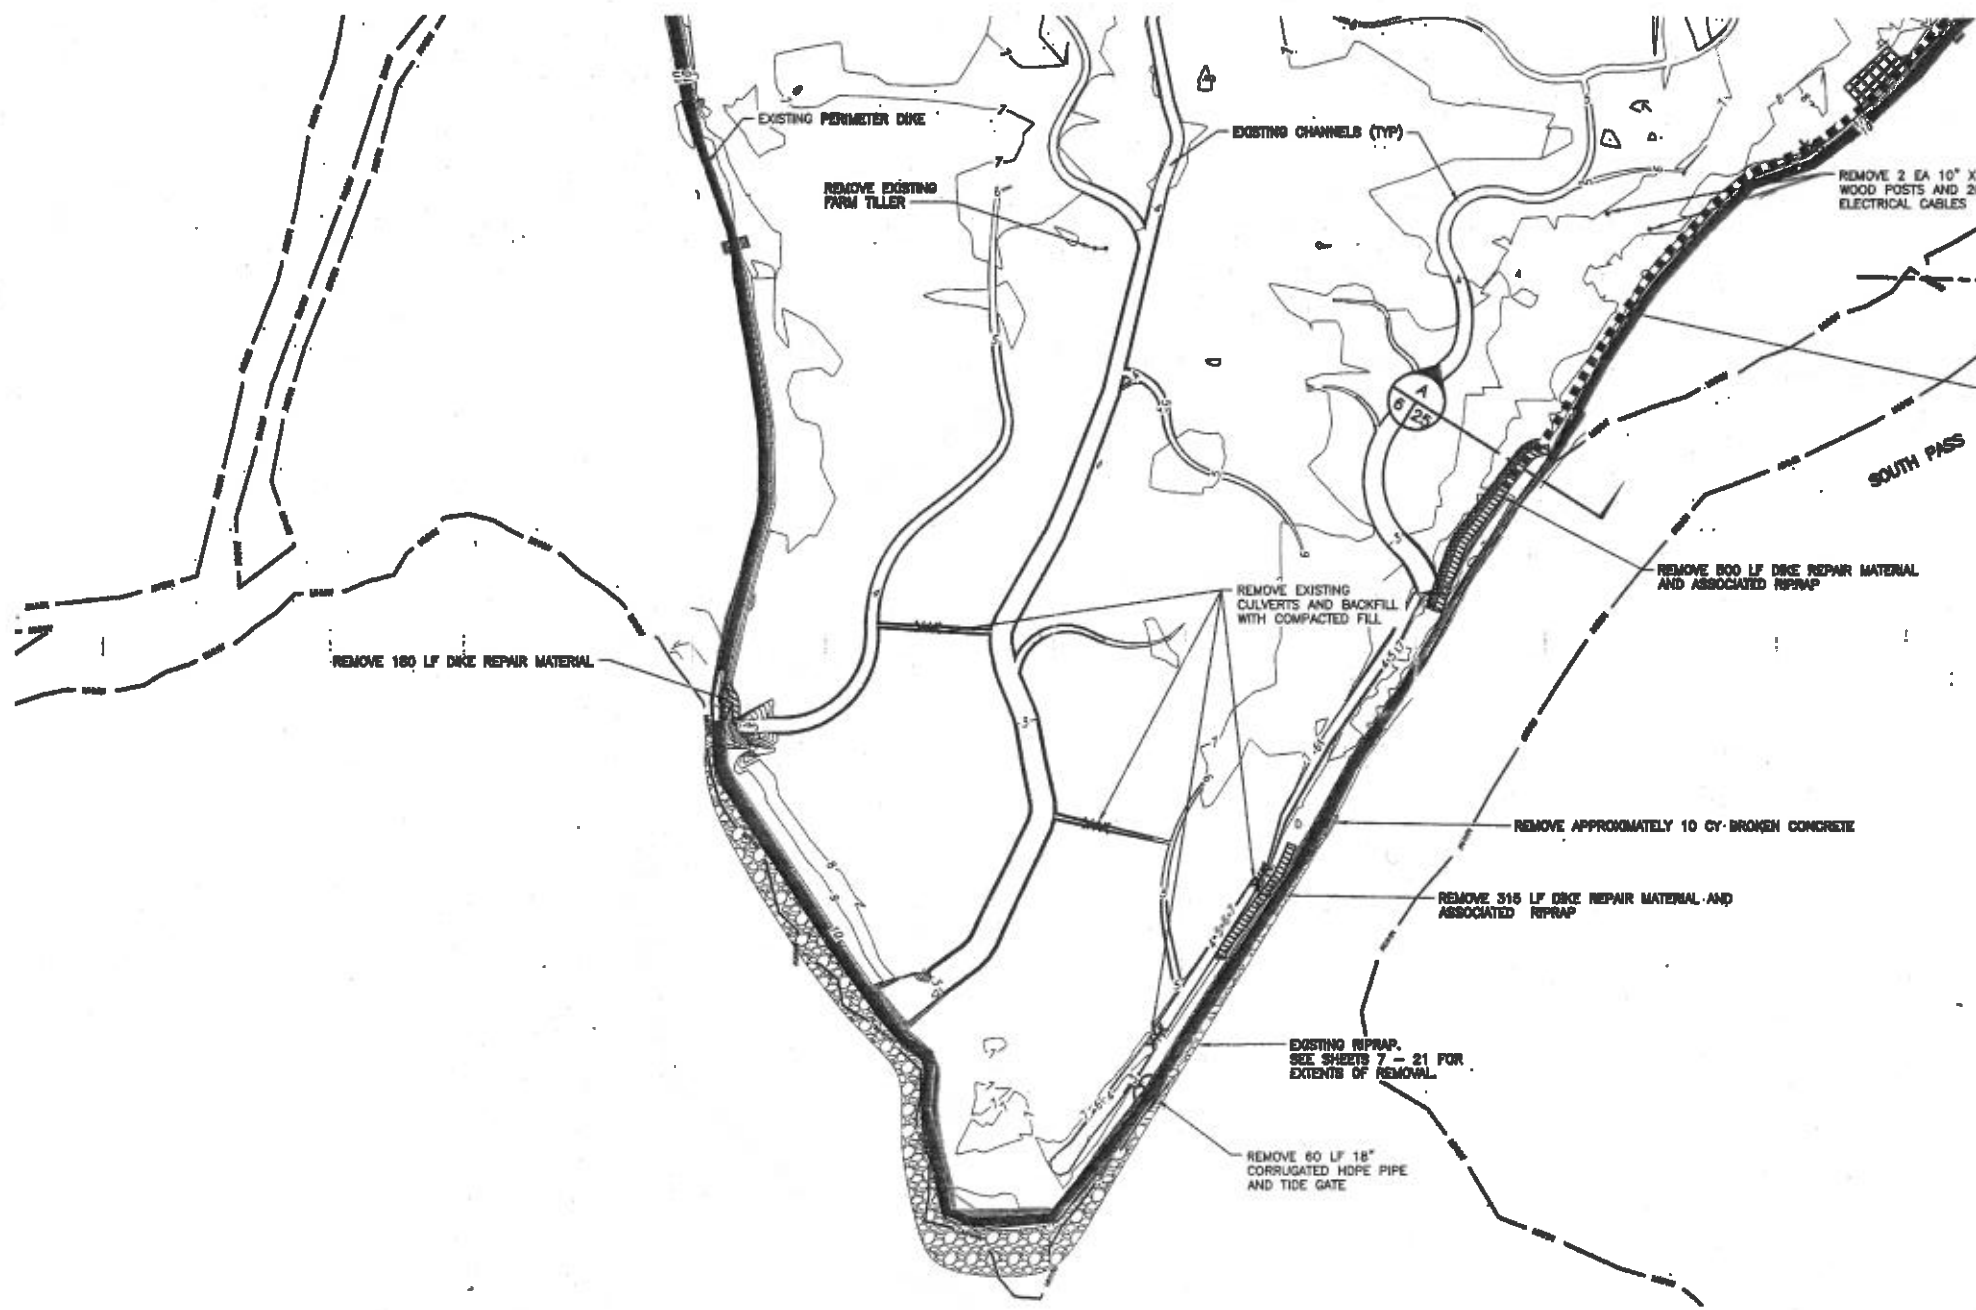 EXISTING PERIMETER DIKE
EXISTING CHANNELS (TYP)
REMOVE EXISTING
FARM TILLER
REMOVE 2 EA 10" X
WOOD POSTS AND
ELECTRICAL CABLES
A
6 25
SOUTH PASS
REMOVE 500 LF DIKE REPAIR MATERIAL
AND ASSOCIATED RIPRAP
REMOVE EXISTING
CULVERTS AND BACKFILL
WITH COMPACTED FILL
REMOVE 180 LF DIKE REPAIR MATERIAL
REMOVE APPROXIMATELY 10 CY BROKEN CONCRETE
REMOVE 315 LF DIKE REPAIR MATERIAL AND
ASSOCIATED RIPRAP
EXISTING RIPRAP.
SEE SHEETS 7 - 21 FOR
EXTENTS OF REMOVAL.
REMOVE 60 LF 18"
CORRUGATED HDPE PIPE
AND TIDE GATE